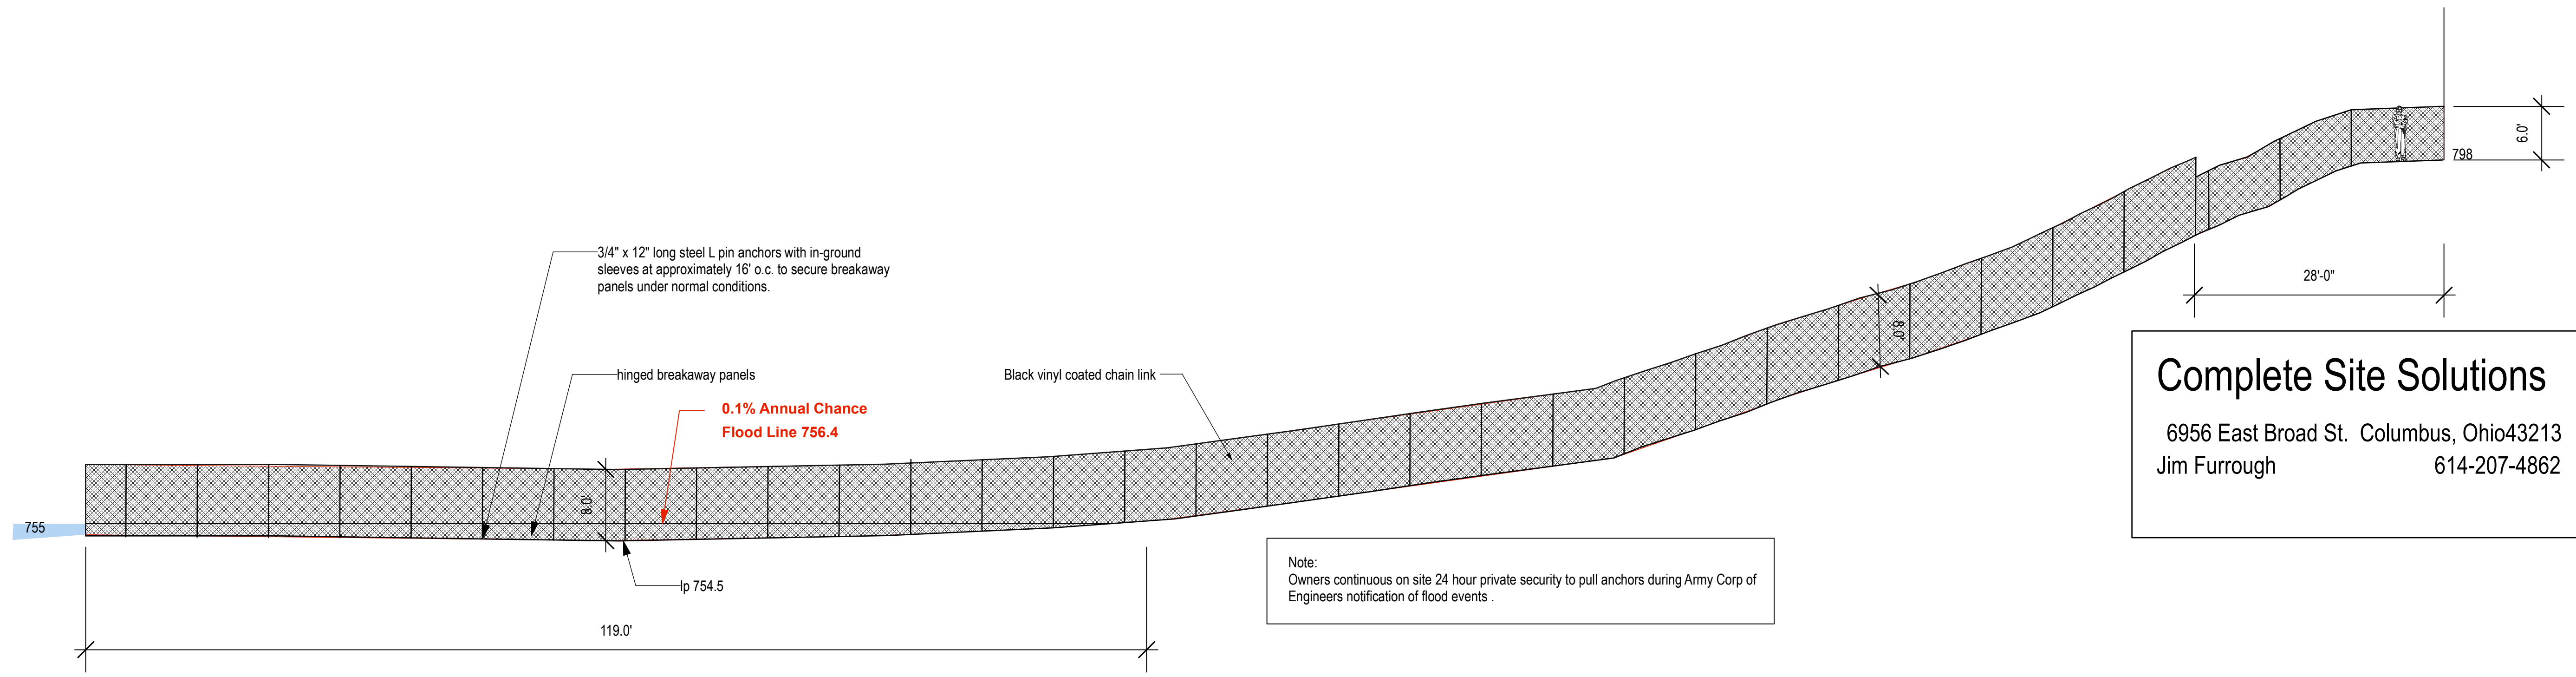 3/4" x 12" long steel L pin anchors with in-ground
sleeves at approximately 16' o.c. to secure breakaway
panels under normal conditions.
hinged breakaway panels
0.1% Annual Chance
Flood Line 756.4
Black vinyl coated chain link
8.0'
755
lp 754.5
119.0'
Note:
Owners continuous on site 24 hour private security to pull anchors during Army Corp of
Engineers notification of flood events .
8.0'
6.0'
798
28'-0"
Complete Site Solutions
6956 East Broad St. Columbus, Ohio43213
Jim Furrough 614-207-4862